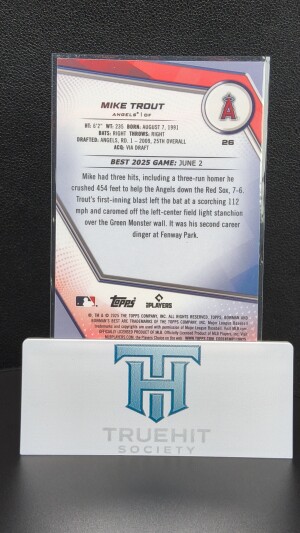 MIKE TROUT
ANGELS® | OF
A
26
HT: 6'2" WT: 235 BORN: AUGUST 7, 1991
BATS: RIGHT THROWS: RIGHT
DRAFTED: ANGELS, RD. 1 – 2009, 25TH OVERALL
ACQ: VIA DRAFT
BEST 2025 GAME: JUNE 2
Mike had three hits, including a three-run homer he
crushed 454 feet to help the Angels down the Red Sox, 7-6.
Trout's first-inning blast left the bat at a scorching 112
mph and caromed off the left-center field light stanchion
over the Green Monster wall. It was his second career
dinger at Fenway Park.
Topps
PLAYERS
TH
TRUEHIT
SOCIETY